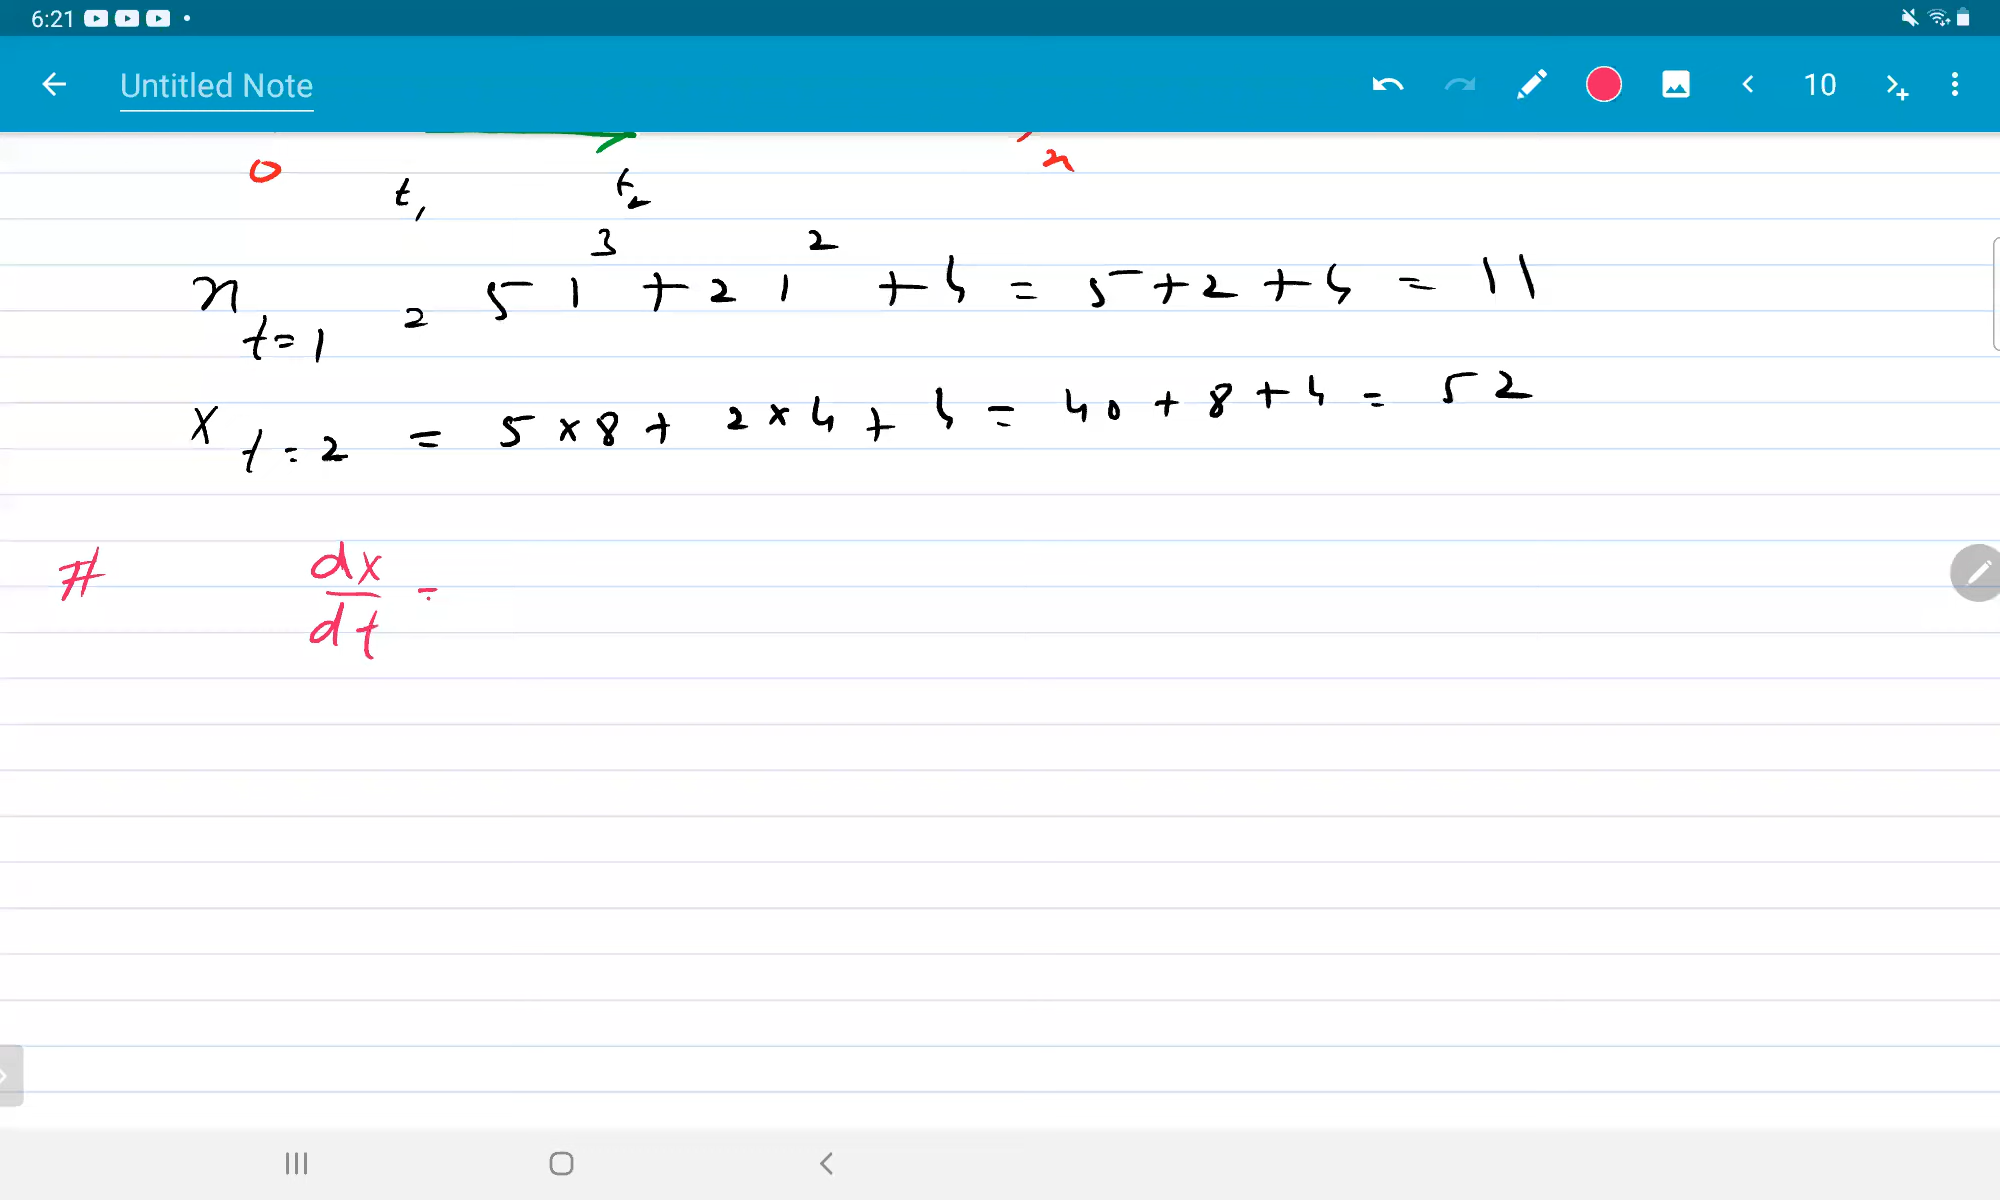 6:21
Untitled Note
10
0 x
t₁ t₂
x t=1 = 5 1³ + 2 1² + 4 = 5 + 2 + 4 = 11
x t=2 = 5 × 8 + 2 × 4 + 4 = 40 + 8 + 4 = 52
# dx/dt =